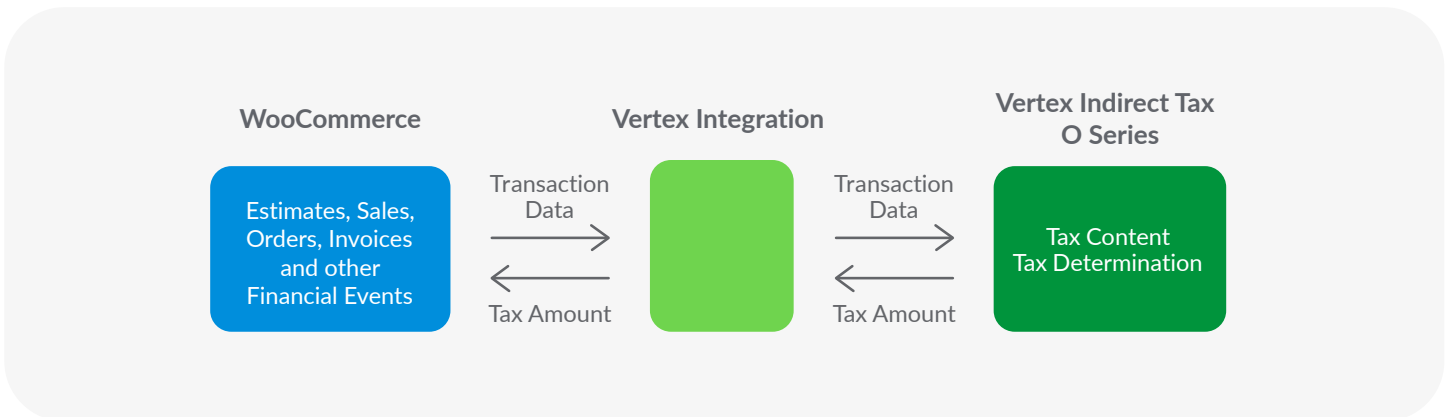 WooCommerce
Estimates, Sales,
Orders, Invoices
and other
Financial Events
Transaction
Data
Tax Amount
Vertex Integration
Transaction
Data
Tax Amount
Vertex Indirect Tax
O Series
Tax Content
Tax Determination